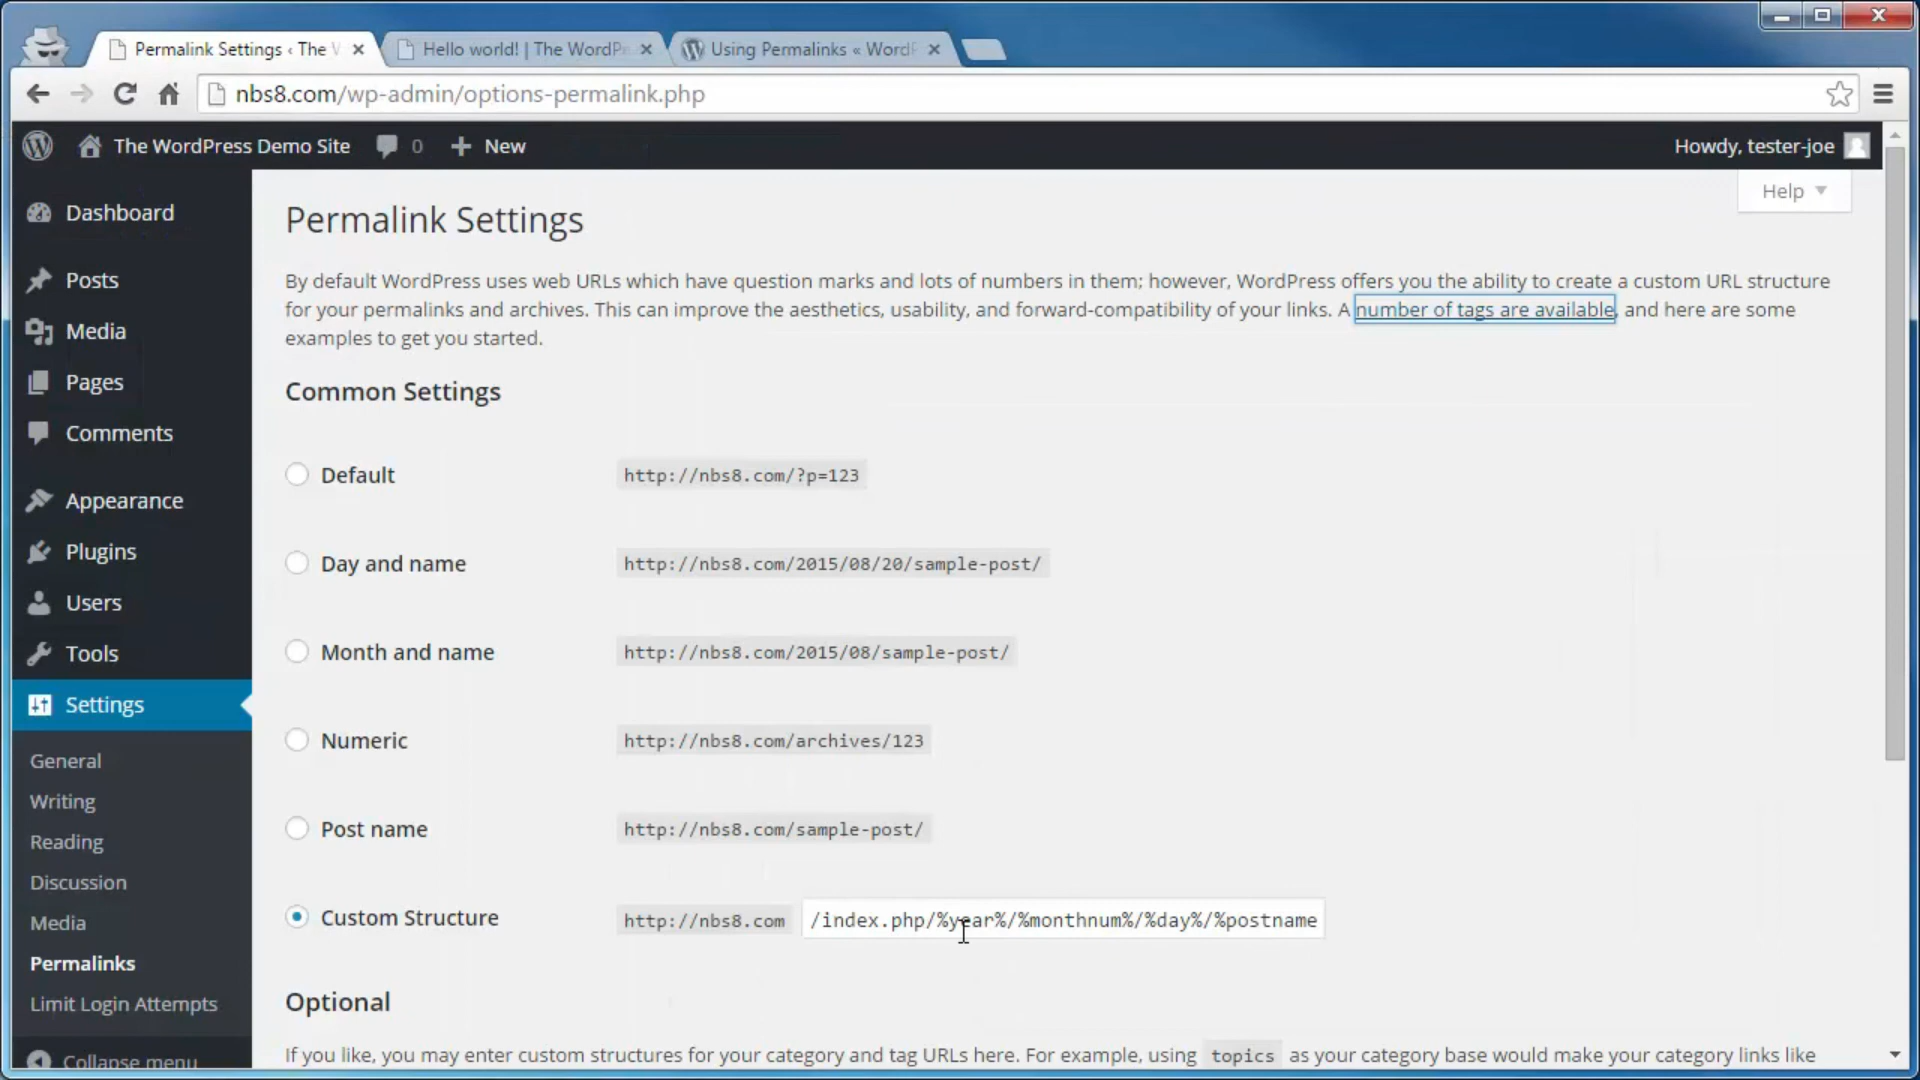 Permalink Settings ‹ The W
Hello world! | The WordPr
Using Permalinks « WordP
nbs8.com/wp-admin/options-permalink.php
The WordPress Demo Site
0
New
Howdy, tester-joe
Help
Dashboard
Posts
Media
Pages
Comments
Appearance
Plugins
Users
Tools
Settings
General
Writing
Reading
Discussion
Media
Permalinks
Limit Login Attempts
Collapse menu
Permalink Settings
By default WordPress uses web URLs which have question marks and lots of numbers in them; however, WordPress offers you the ability to create a custom URL structure
for your permalinks and archives. This can improve the aesthetics, usability, and forward-compatibility of your links. A number of tags are available, and here are some
examples to get you started.
Common Settings
Default http://nbs8.com/?p=123
Day and name http://nbs8.com/2015/08/20/sample-post/
Month and name http://nbs8.com/2015/08/sample-post/
Numeric http://nbs8.com/archives/123
Post name http://nbs8.com/sample-post/
Custom Structure http://nbs8.com /index.php/%year%/%monthnum%/%day%/%postname
Optional
If you like, you may enter custom structures for your category and tag URLs here. For example, using topics as your category base would make your category links like